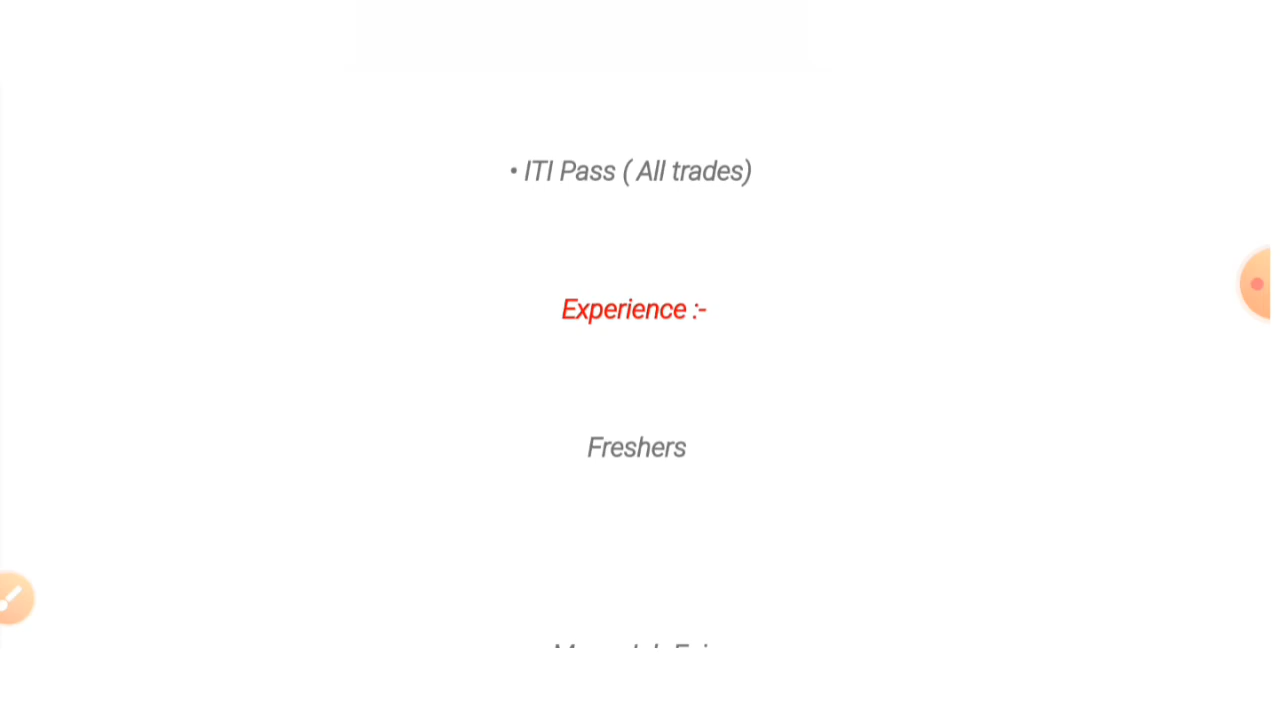 • ITI Pass ( All trades)
Experience :-
Freshers